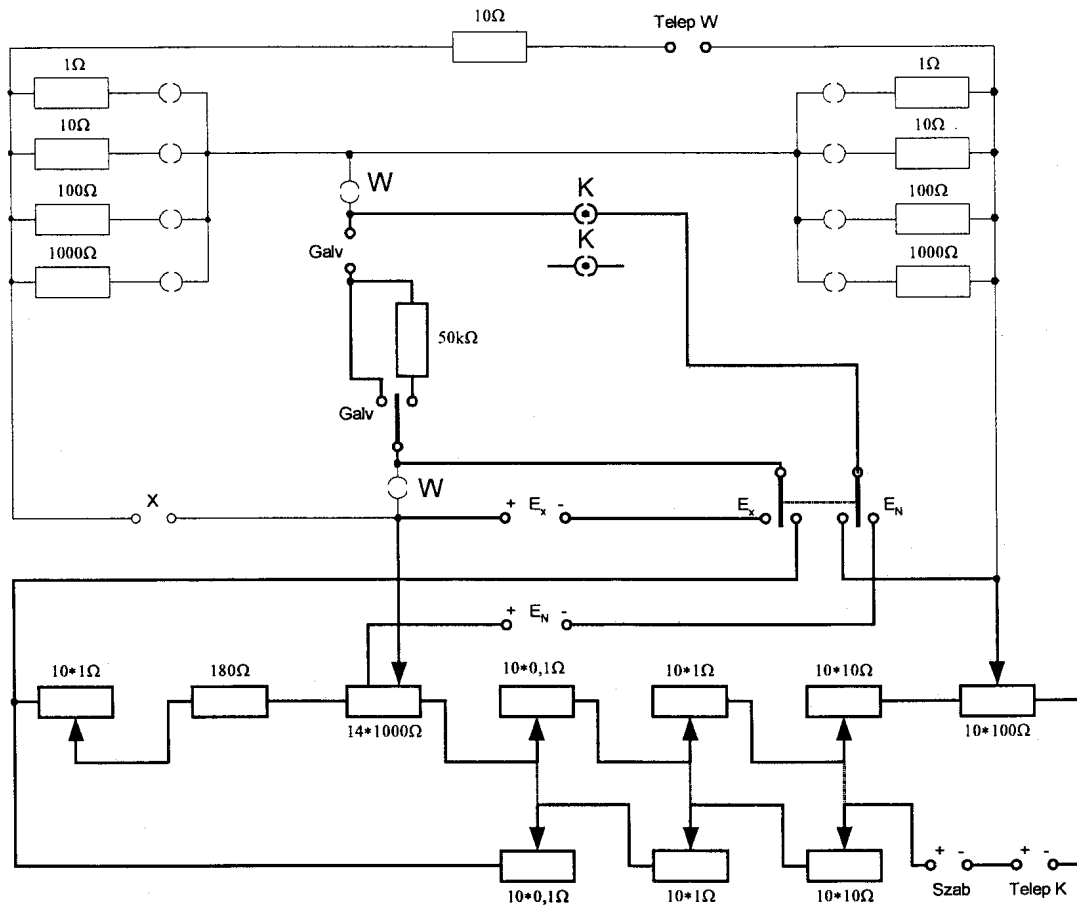 10Ω
Telep W
1Ω
1Ω
10Ω
10Ω
100Ω
100Ω
1000Ω
1000Ω
W
K
K
Galv
50kΩ
Galv
W
X
+ Eₓ -
Eₓ
E_N
+ E_N -
10*1Ω
180Ω
14*1000Ω
10*0,1Ω
10*1Ω
10*10Ω
10*100Ω
+ - + -
10*0,1Ω
10*1Ω
10*10Ω
Szab
Telep K